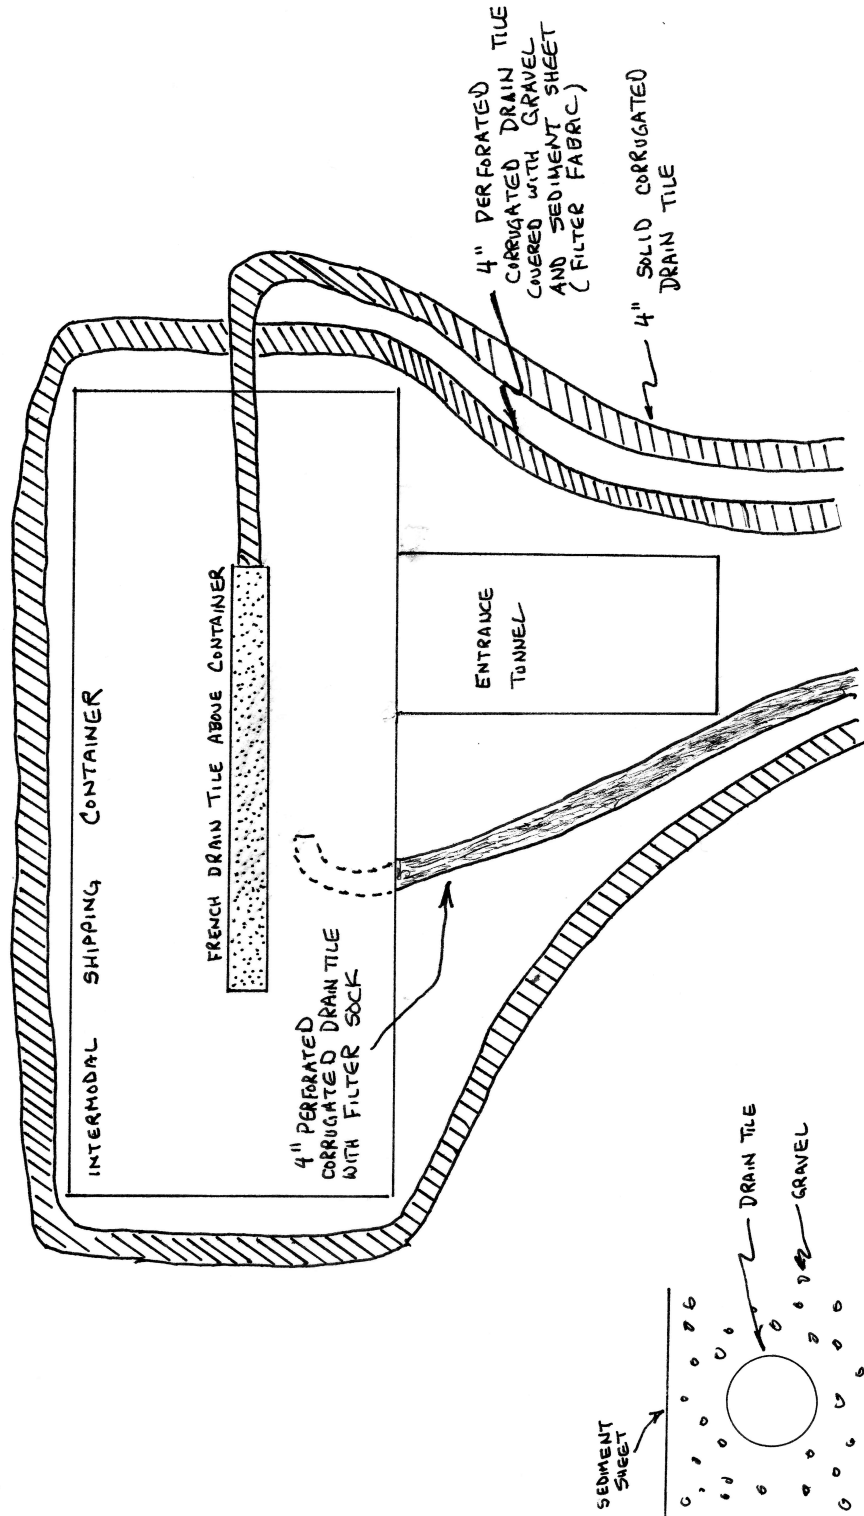 INTERMODAL SHIPPING CONTAINER
FRENCH DRAIN TILE ABOVE CONTAINER
4" PERFORATED
CORRUGATED DRAIN TILE
WITH FILTER SOCK
ENTRANCE
TUNNEL
4" PERFORATED
CORRUGATED DRAIN TILE
COVERED WITH GRAVEL
AND SEDIMENT SHEET
(FILTER FABRIC)
4" SOLID CORRUGATED
DRAIN TILE
SEDIMENT
SHEET
DRAIN TILE
GRAVEL